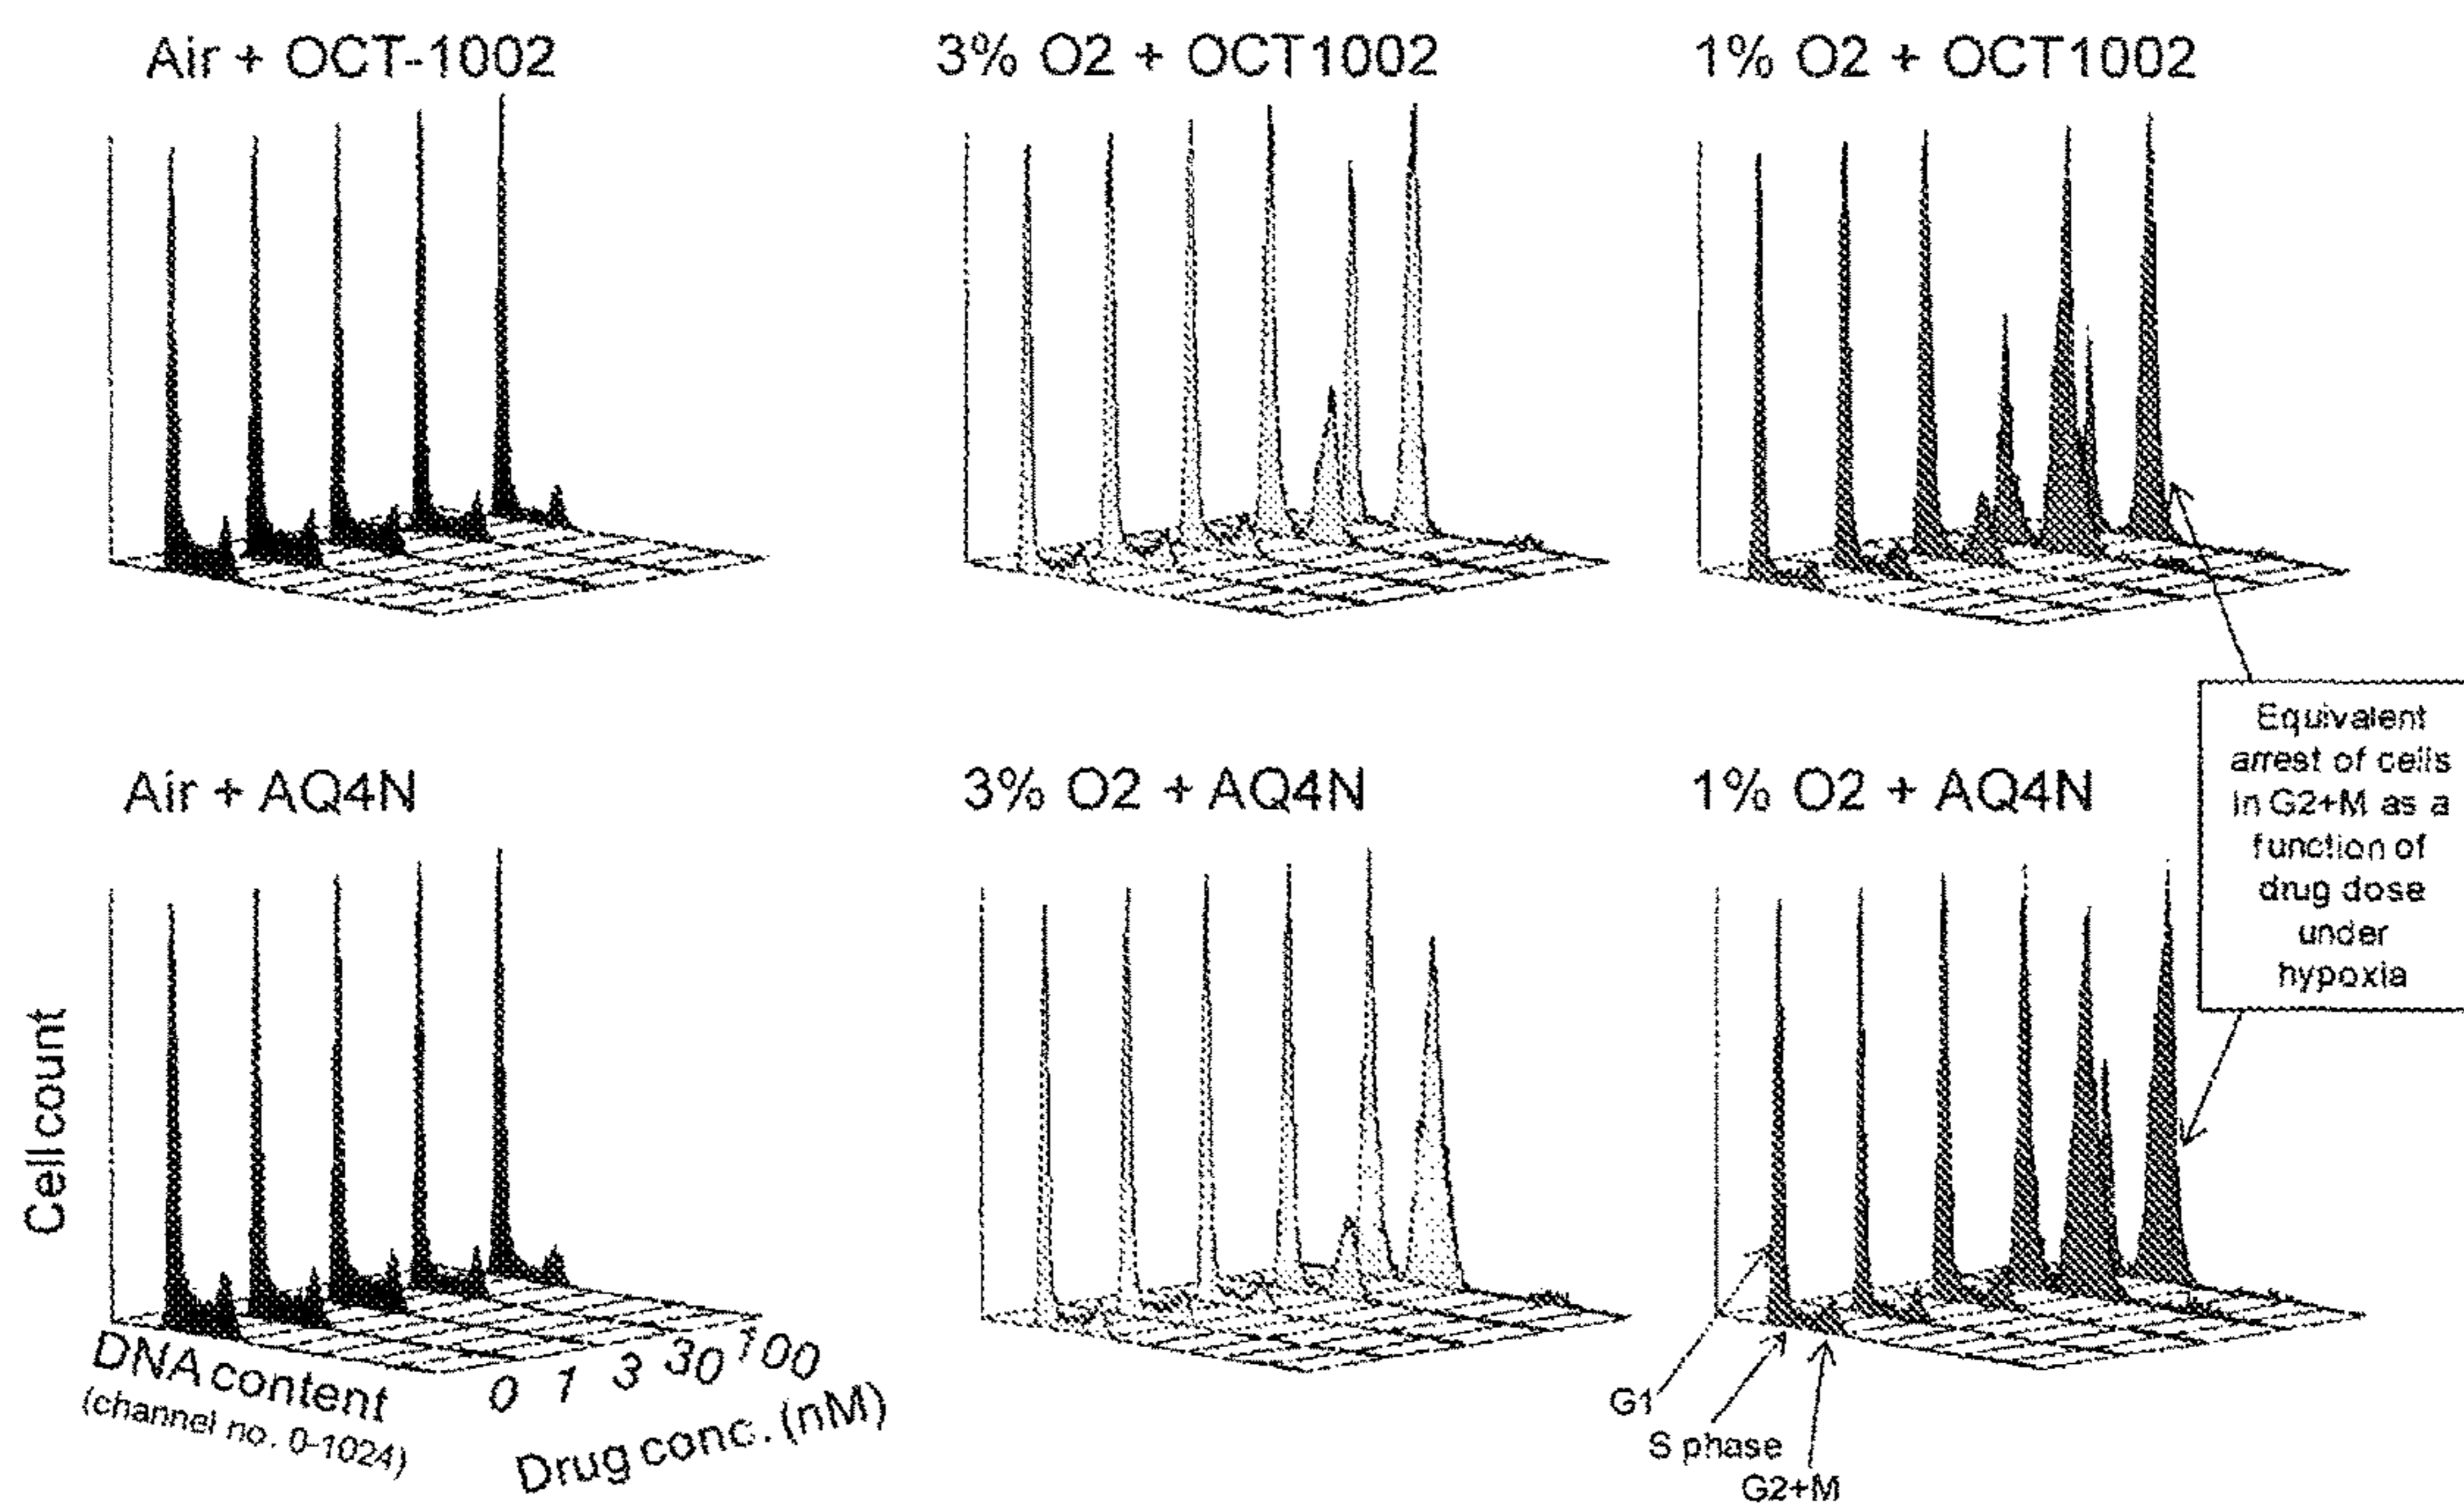 Air + OCT-1002
3% O2 + OCT1002
1% O2 + OCT1002
Equivalent
arrest of cells
in G2+M as a
function of
drug dose
under
hypoxia
Air + AQ4N
3% O2 + AQ4N
1% O2 + AQ4N
Cell count
DNA content
(channel no. 0-1024)
0 1 3 30 100
Drug conc. (nM)
G1
S phase
G2+M